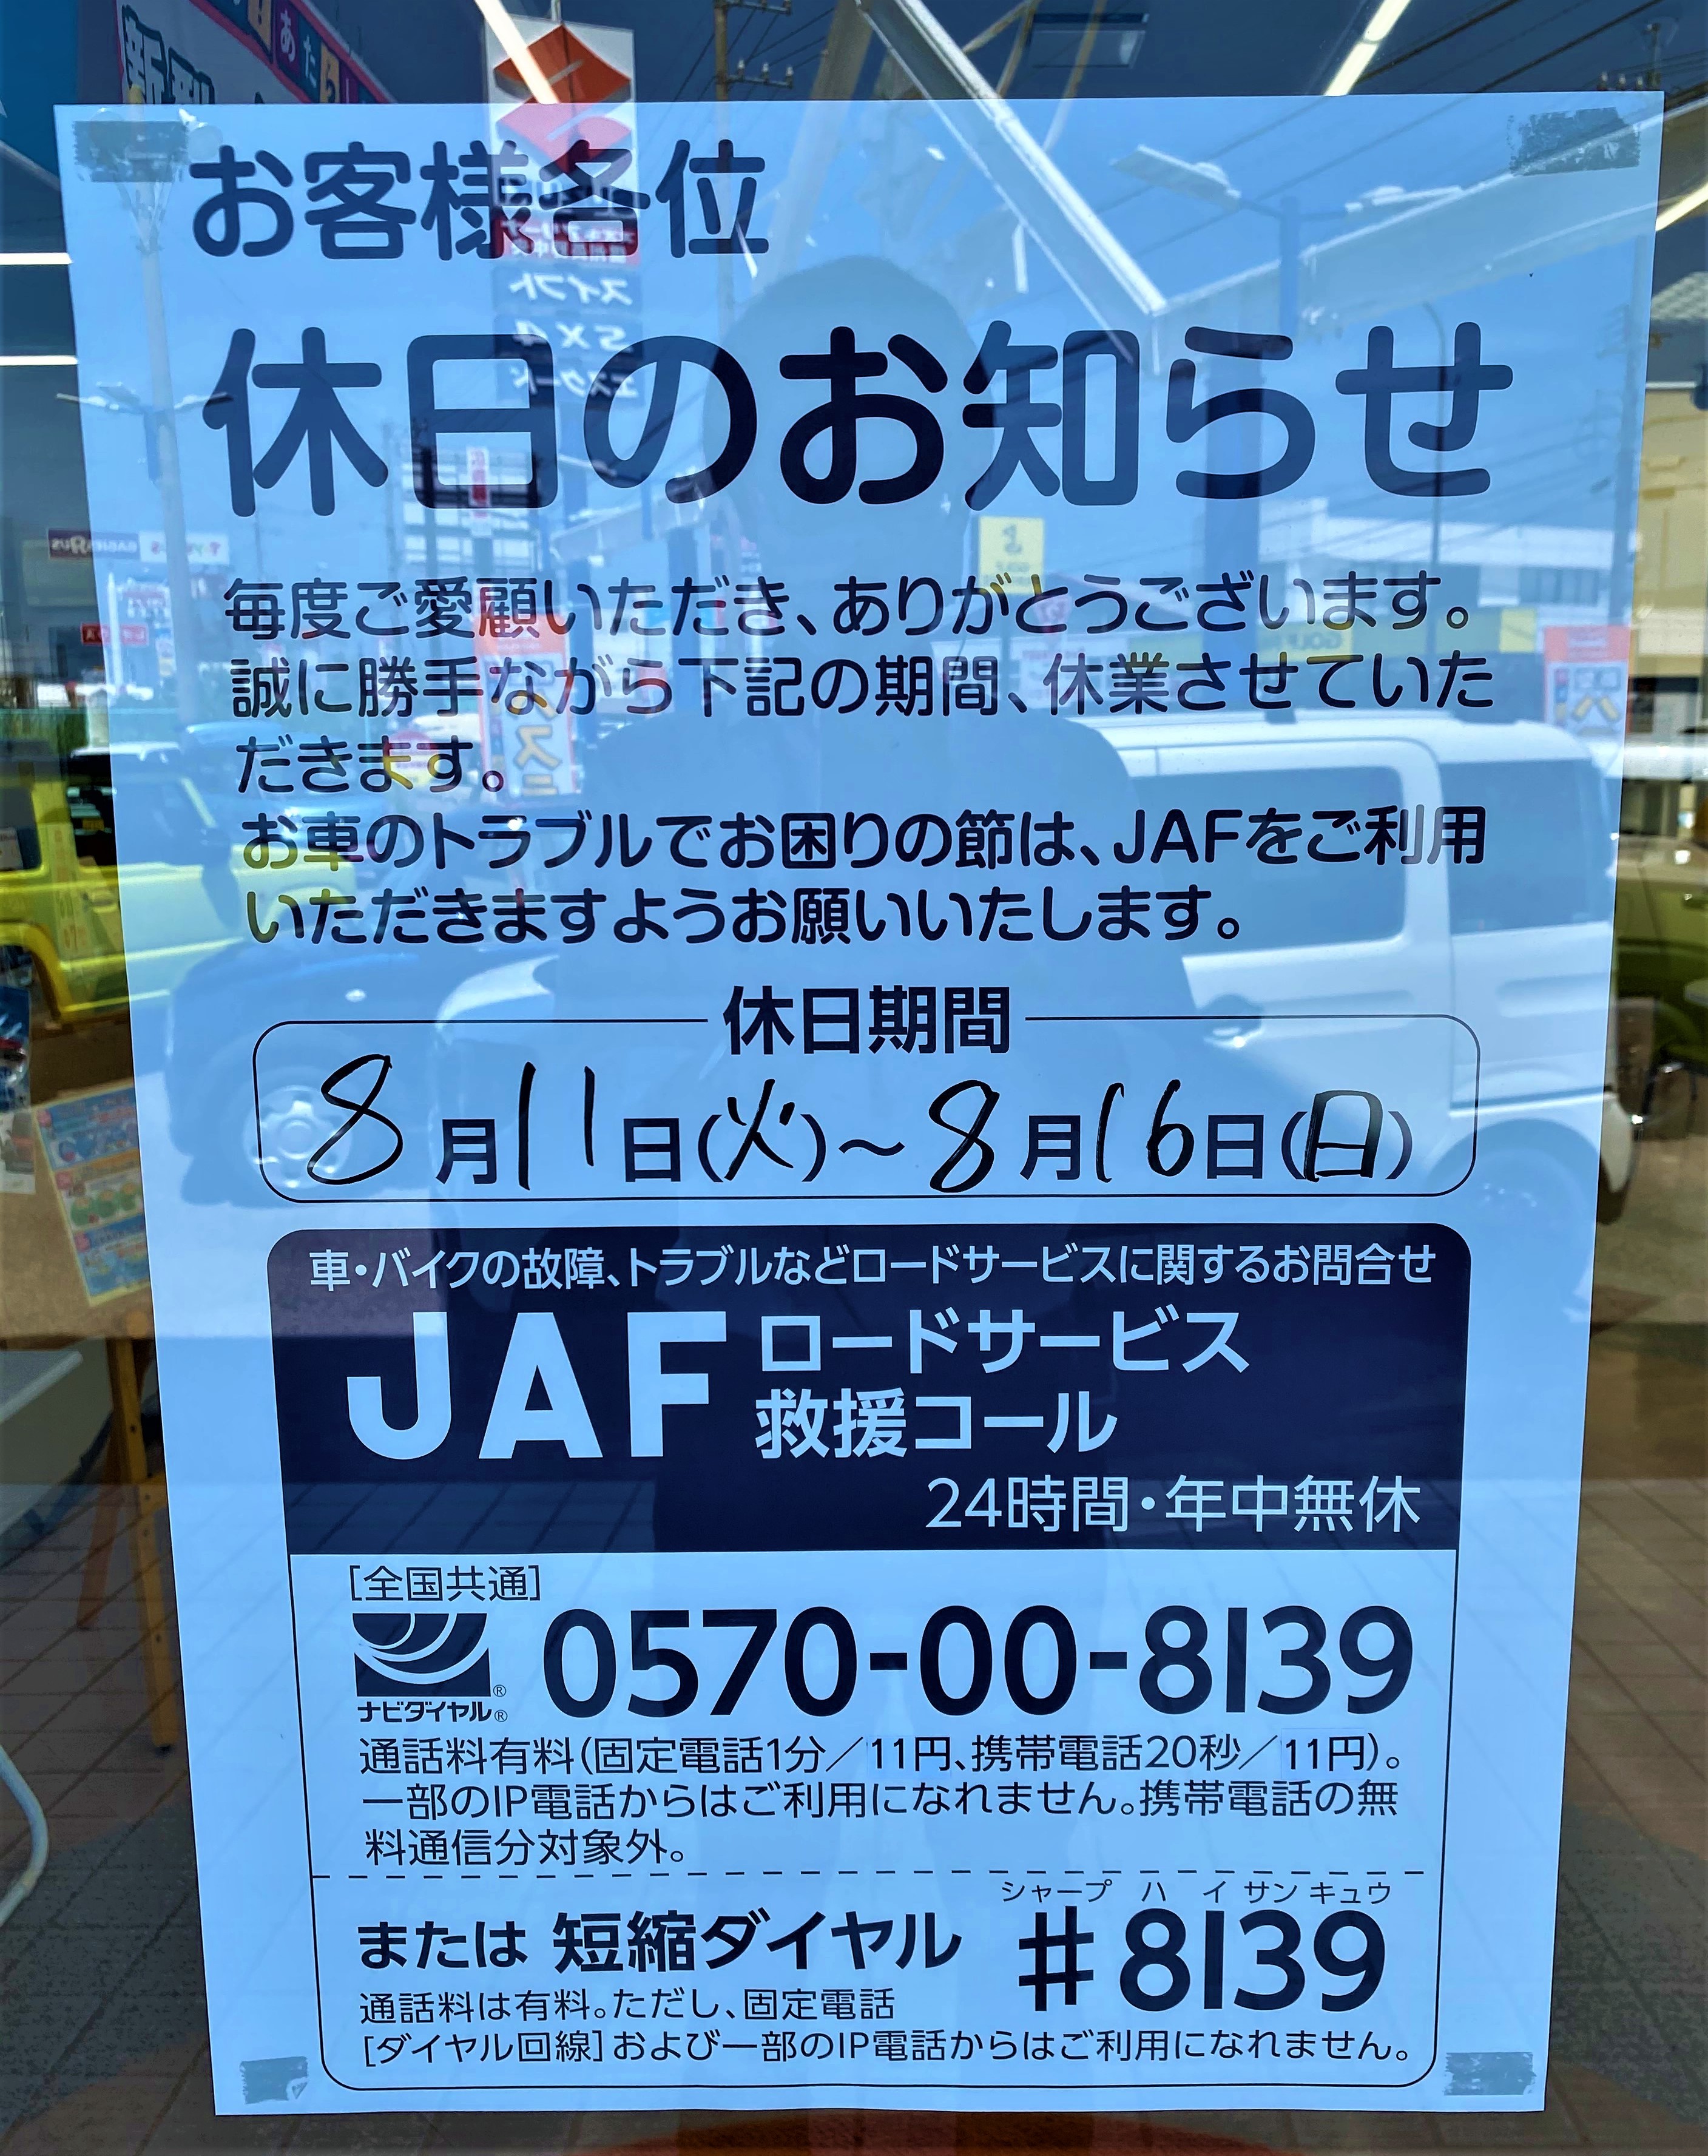 お客様各位
休日のお知らせ
毎度ご愛顧いただき、ありがとうございます。
誠に勝手ながら下記の期間、休業させていた
だきます。
お車のトラブルでお困りの節は、JAFをご利用
いただきますようお願いいたします。
休日期間
8月11日(火)～8月16日(日)
車・バイクの故障、トラブルなどロードサービスに関するお問合せ
JAF ロードサービス
救援コール
24時間・年中無休
[全国共通]
0570-00-8139
ナビダイヤル®
通話料有料(固定電話1分／11円、携帯電話20秒／11円)。
一部のIP電話からはご利用になれません。携帯電話の無
料通信分対象外。
シャープ ハ イ サン キュウ
または 短縮ダイヤル #8139
通話料は有料。ただし、固定電話
[ダイヤル回線]および一部のIP電話からはご利用になれません。
スイフト
SX4
エスクード